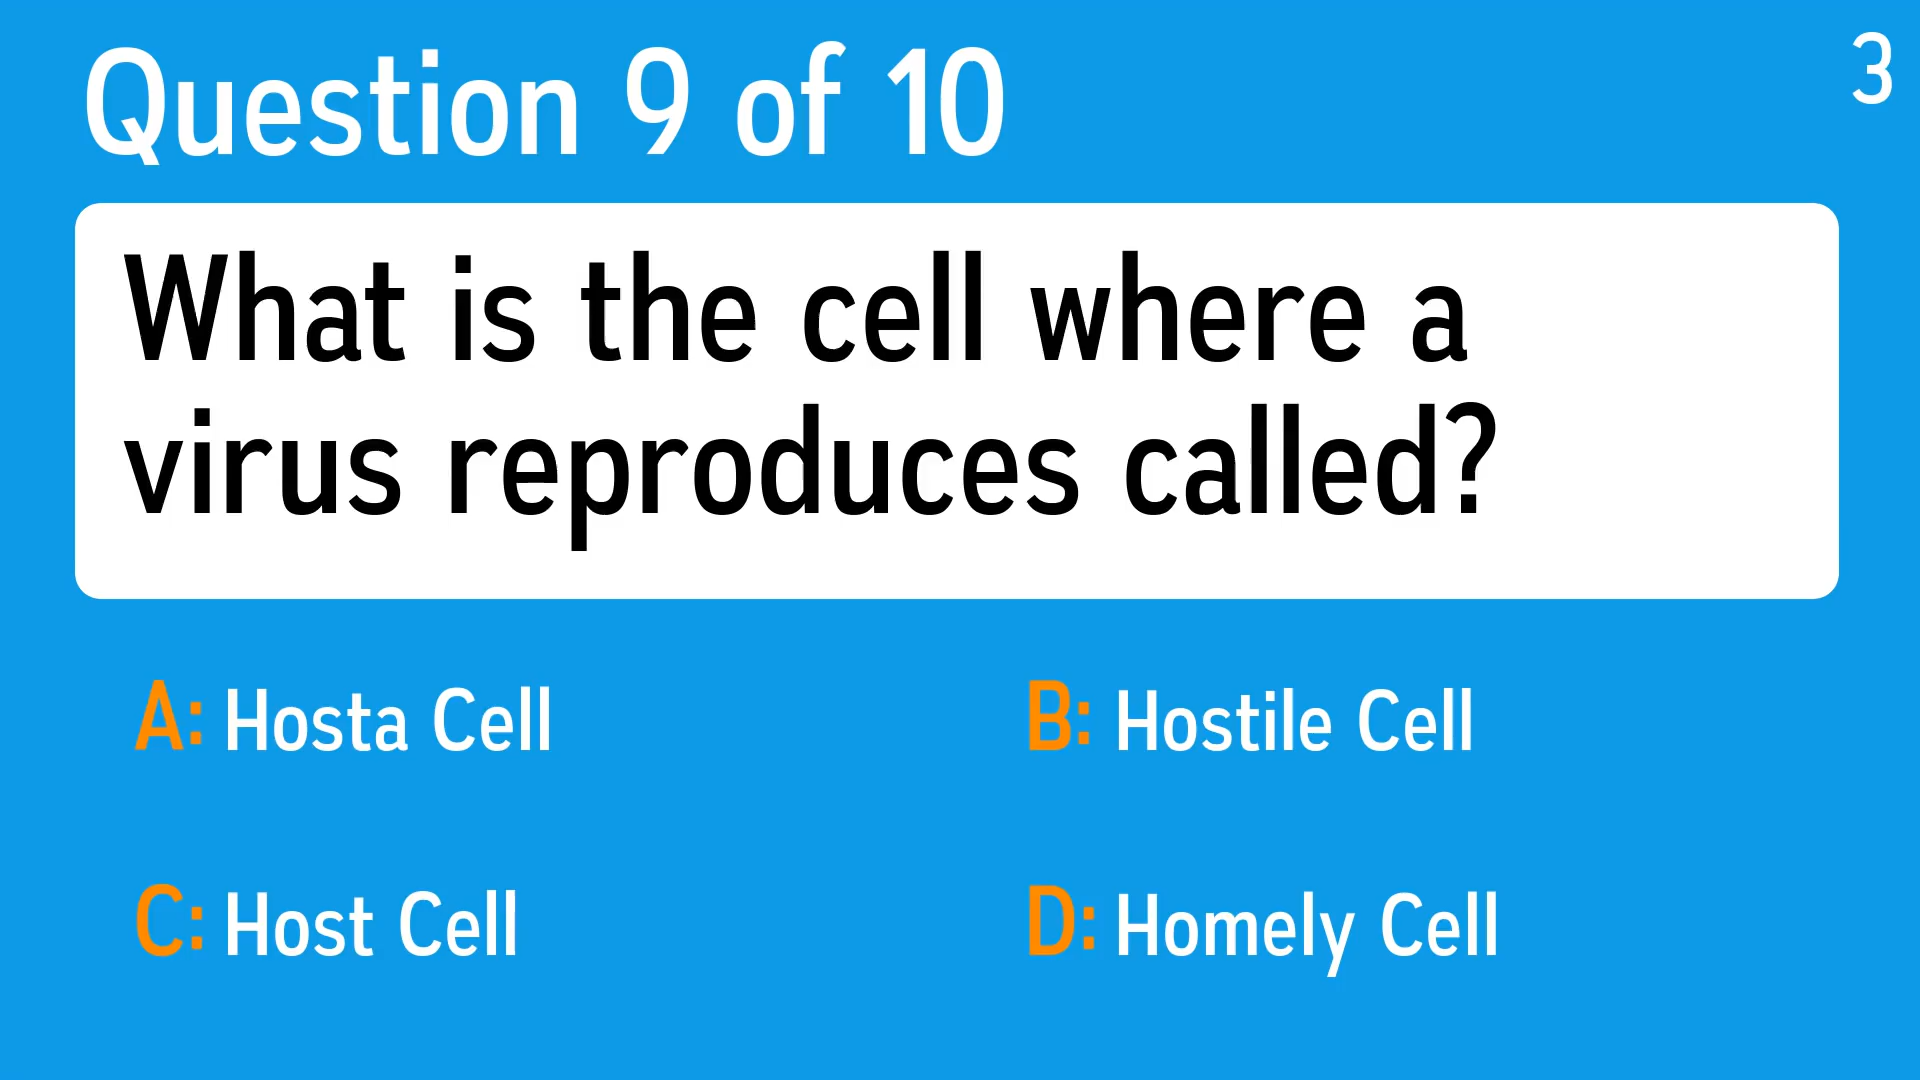 Question 9 of 10
3
What is the cell where a
virus reproduces called?
A: Hosta Cell
B: Hostile Cell
C: Host Cell
D: Homely Cell